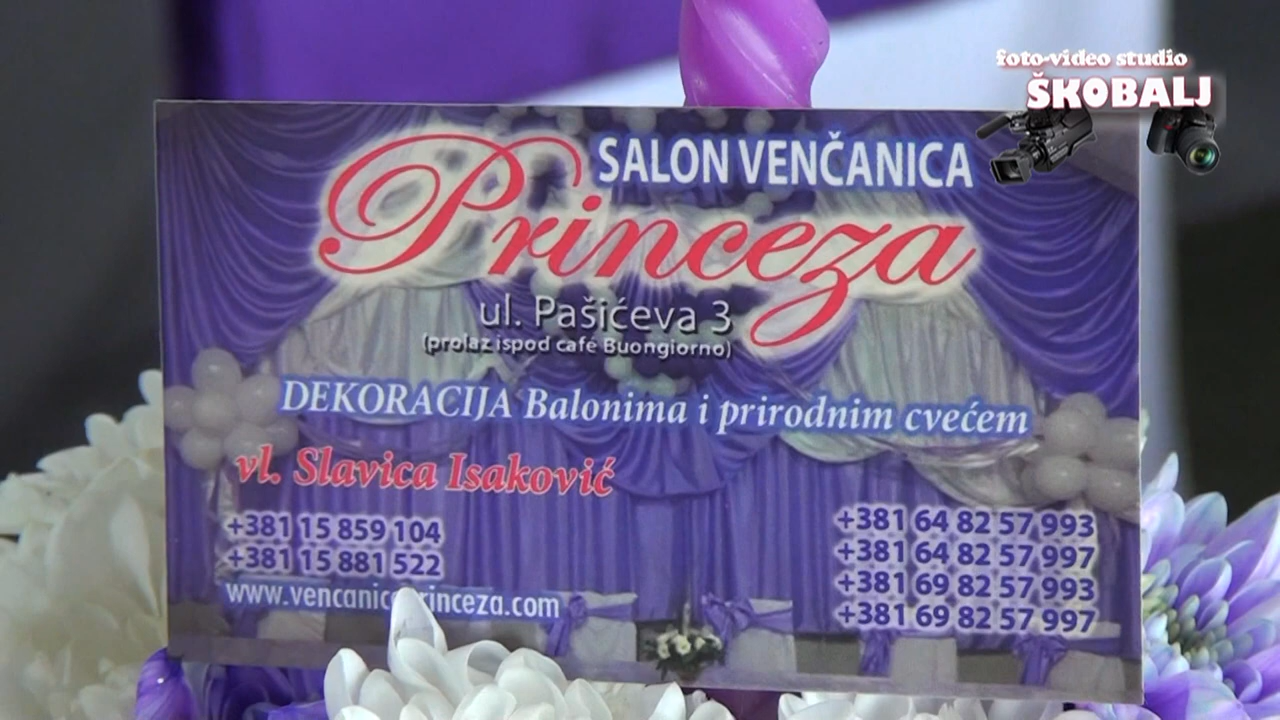 foto-video studio
ŠKOBALJ
SALON VENČANICA
Princeza
ul. Pašićeva 3
(prolaz ispod café Buongiorno)
DEKORACIJA Balonima i prirodnim cvećem
vl. Slavica Isaković
+381 15 859 104
+381 15 881 522
+381 64 82 57 993
+381 64 82 57 997
+381 69 82 57 993
+381 69 82 57 997